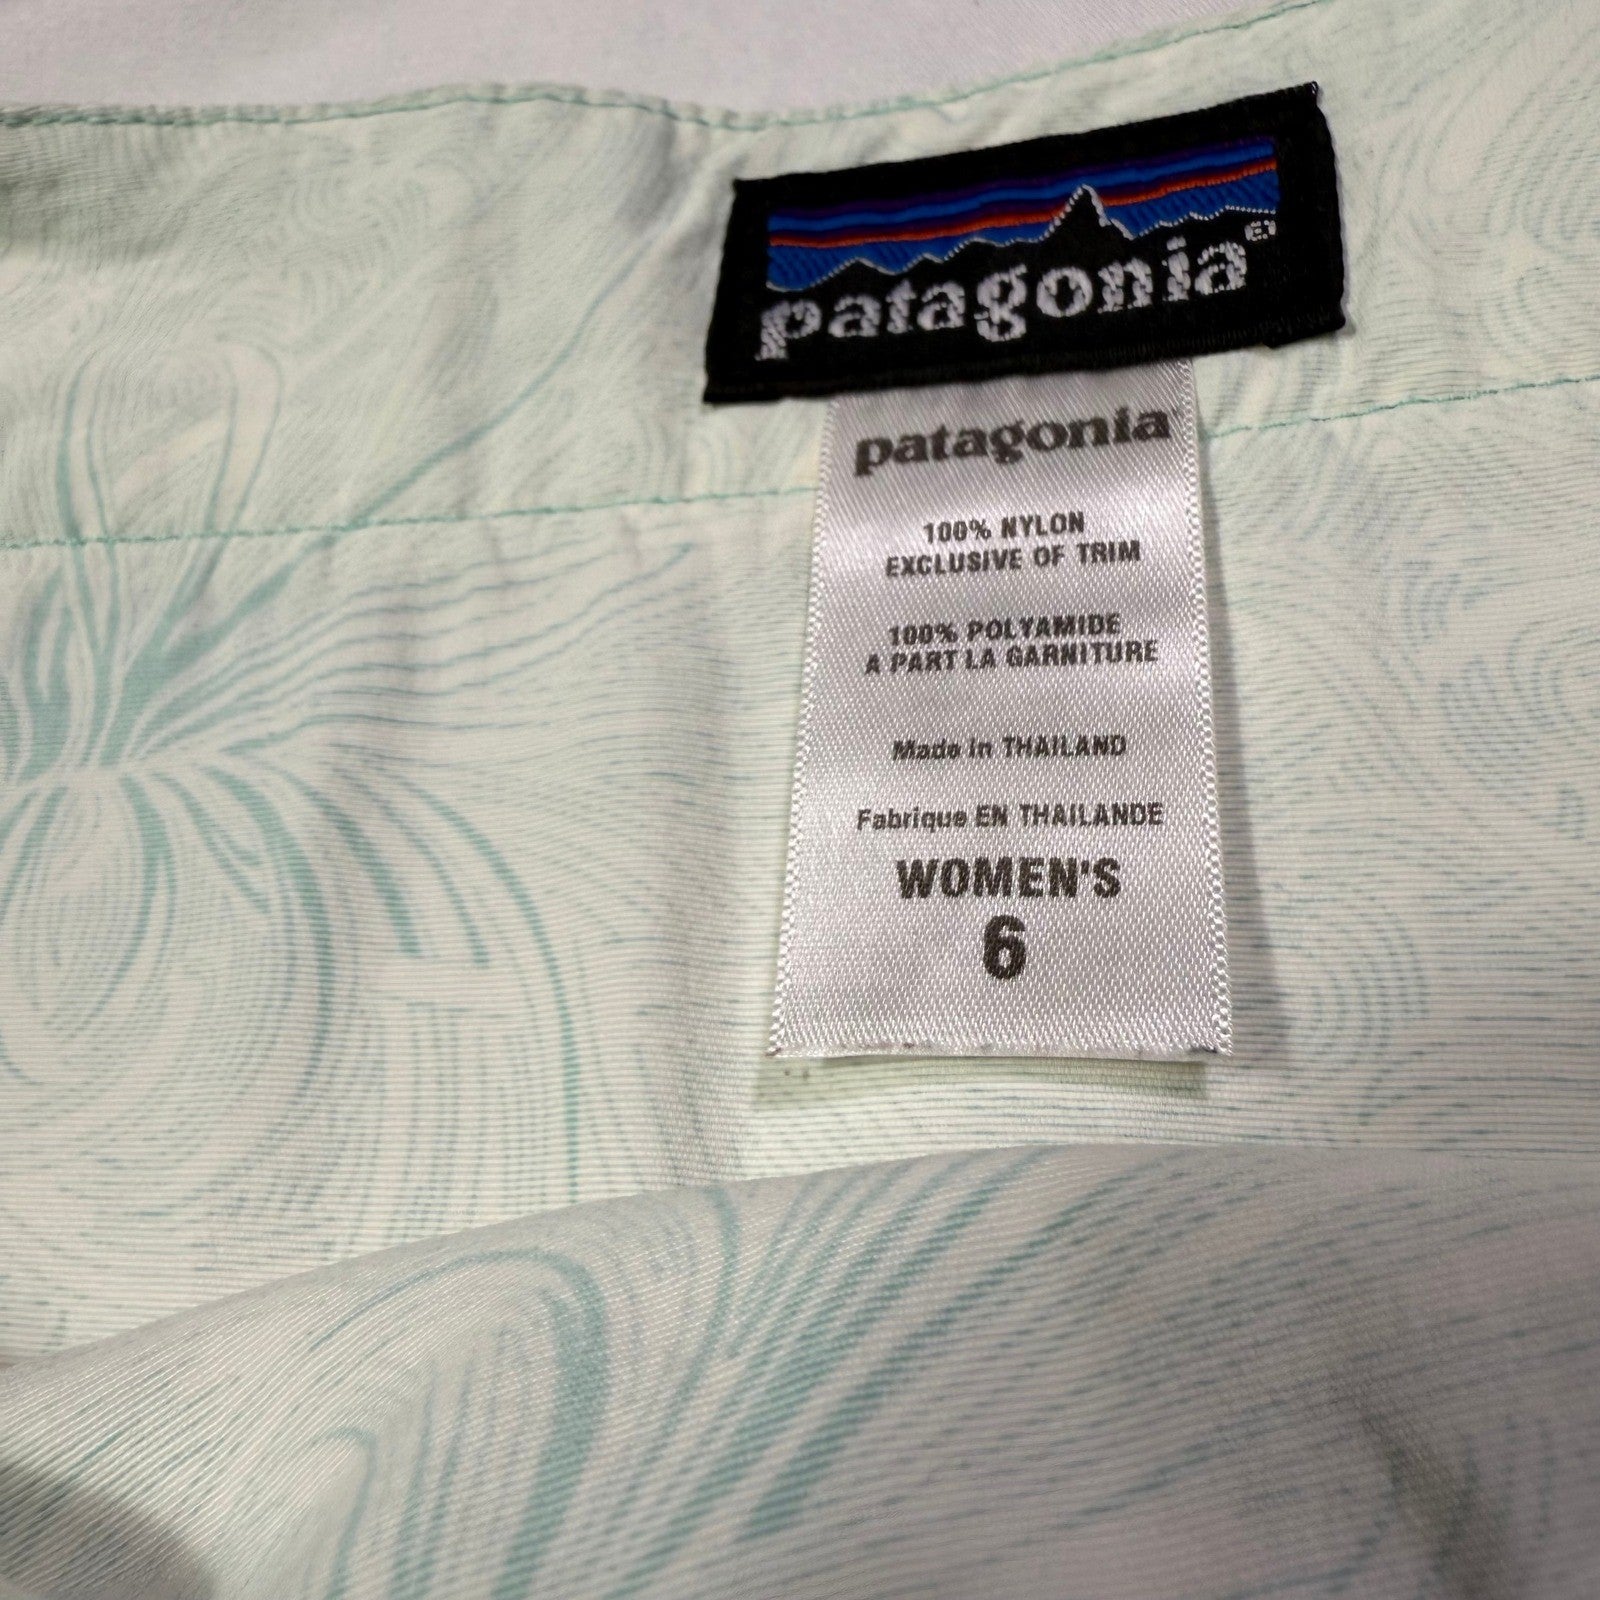 patagonia®
patagonia
100% NYLON
EXCLUSIVE OF TRIM
100% POLYAMIDE
A PART LA GARNITURE
Made in THAILAND
Fabrique EN THAILANDE
WOMEN'S
6